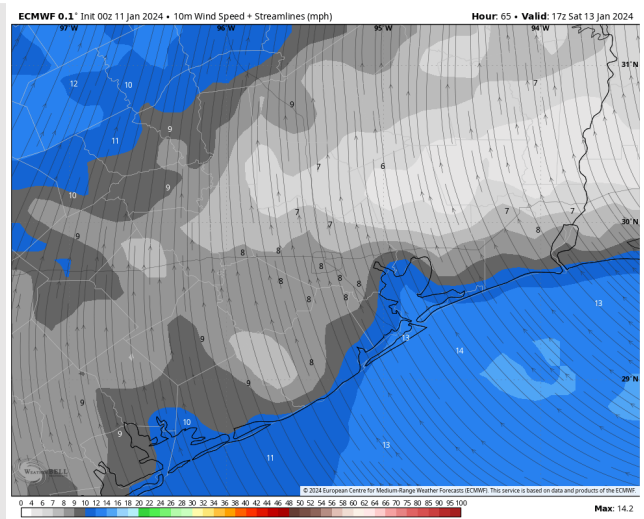 ECMWF 0.1° Init 00z 11 Jan 2024 • 10m Wind Speed + Streamlines (mph) Hour: 65 • Valid: 17z Sat 13 Jan 2024
97°W 96°W 95°W 94°W
31°N
12 10 7
9
11 9
7 6
10 9
7 7 7 30°N
7 8
9
8 8
8
8 8 8
8 8
13
9 13
14
8
9 29°N
9
10
9 13
11
WeatherBELL
© 2024 European Centre for Medium-Range Weather Forecasts (ECMWF). This service is based on data and products of the ECMWF.
0 4 6 7 8 9 10 12 14 16 18 20 22 24 26 28 30 32 34 36 38 40 42 44 46 48 50 52 54 56 58 60 62 64 66 70 75 80 85 90 95 100
Max: 14.2